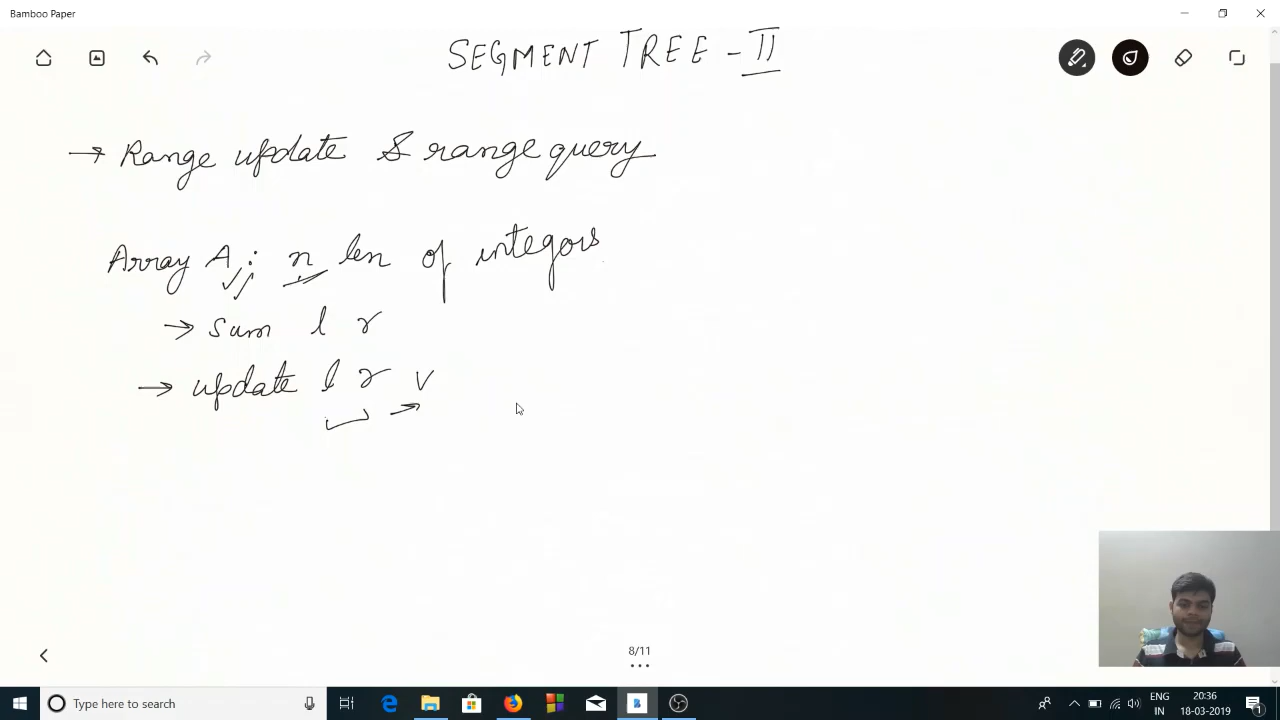 Bamboo Paper
SEGMENT TREE - II
→ Range update & range query
Array A : n len of integers
→ sum l r
→ update l r v
8/11
Type here to search
ENG
IN
20:36
18-03-2019
1